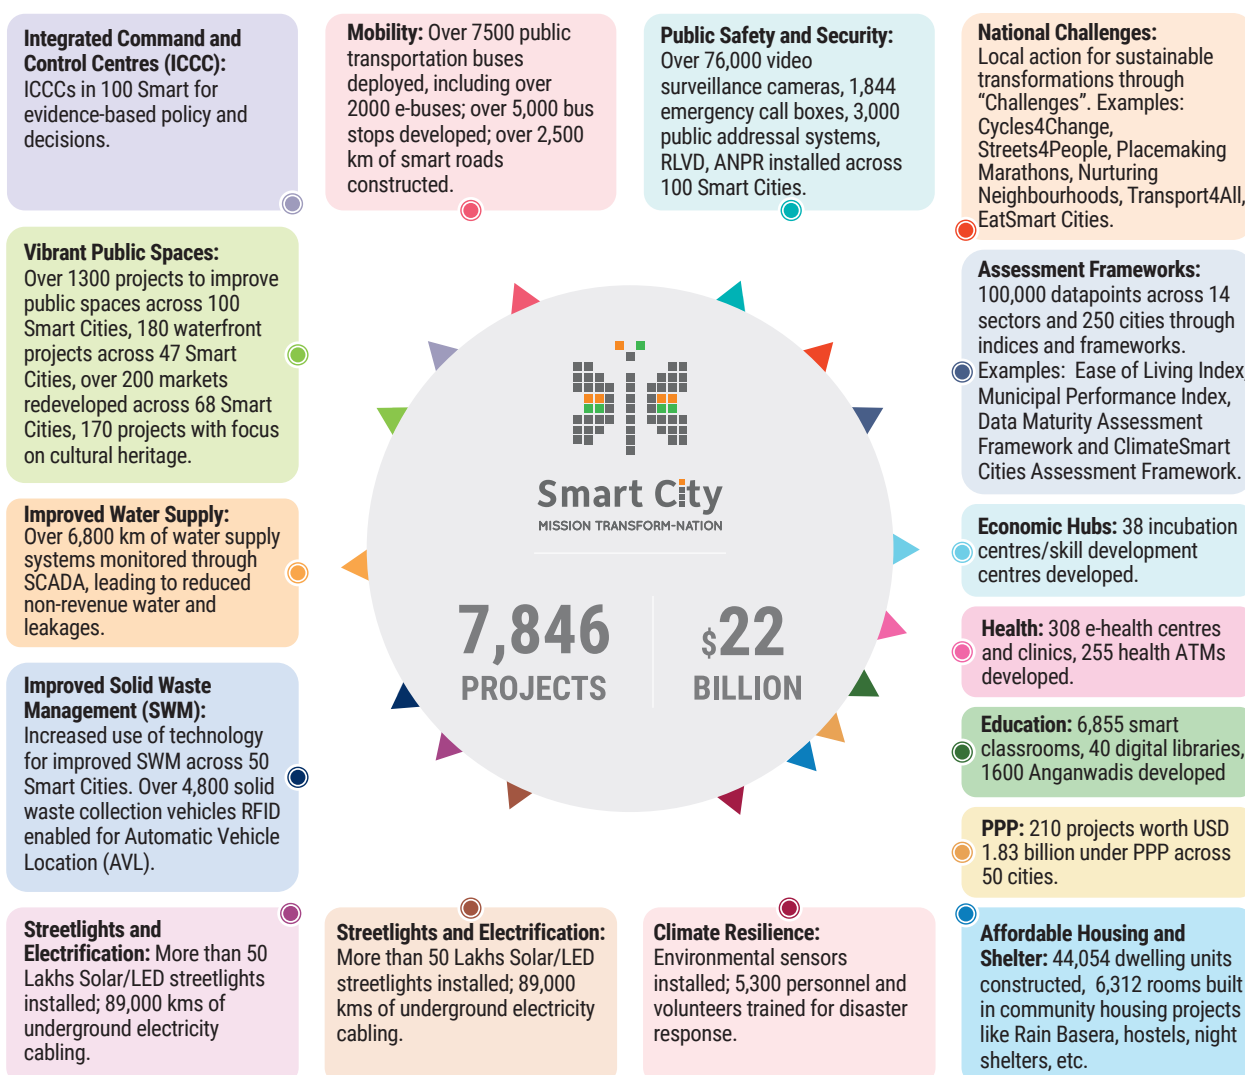 Integrated Command and
Control Centres (ICCC):
ICCCs in 100 Smart for
evidence-based policy and
decisions.
Mobility: Over 7500 public
transportation buses
deployed, including over
2000 e-buses; over 5,000 bus
stops developed; over 2,500
km of smart roads
constructed.
Public Safety and Security:
Over 76,000 video
surveillance cameras, 1,844
emergency call boxes, 3,000
public addressal systems,
RLVD, ANPR installed across
100 Smart Cities.
National Challenges:
Local action for sustainable
transformations through
“Challenges”. Examples:
Cycles4Change,
Streets4People, Placemaking
Marathons, Nurturing
Neighbourhoods, Transport4All,
EatSmart Cities.
Vibrant Public Spaces:
Over 1300 projects to improve
public spaces across 100
Smart Cities, 180 waterfront
projects across 47 Smart
Cities, over 200 markets
redeveloped across 68 Smart
Cities, 170 projects with focus
on cultural heritage.
Assessment Frameworks:
100,000 datapoints across 14
sectors and 250 cities through
indices and frameworks.
Examples: Ease of Living Index,
Municipal Performance Index,
Data Maturity Assessment
Framework and ClimateSmart
Cities Assessment Framework.
Smart City
MISSION TRANSFORM-NATION
7,846
PROJECTS
$22
BILLION
Improved Water Supply:
Over 6,800 km of water supply
systems monitored through
SCADA, leading to reduced
non-revenue water and
leakages.
Economic Hubs: 38 incubation
centres/skill development
centres developed.
Health: 308 e-health centres
and clinics, 255 health ATMs
developed.
Improved Solid Waste
Management (SWM):
Increased use of technology
for improved SWM across 50
Smart Cities. Over 4,800 solid
waste collection vehicles RFID
enabled for Automatic Vehicle
Location (AVL).
Education: 6,855 smart
classrooms, 40 digital libraries,
1600 Anganwadis developed
PPP: 210 projects worth USD
1.83 billion under PPP across
50 cities.
Streetlights and
Electrification: More than 50
Lakhs Solar/LED streetlights
installed; 89,000 kms of
underground electricity
cabling.
Streetlights and Electrification:
More than 50 Lakhs Solar/LED
streetlights installed; 89,000
kms of underground electricity
cabling.
Climate Resilience:
Environmental sensors
installed; 5,300 personnel and
volunteers trained for disaster
response.
Affordable Housing and
Shelter: 44,054 dwelling units
constructed, 6,312 rooms built
in community housing projects
like Rain Basera, hostels, night
shelters, etc.